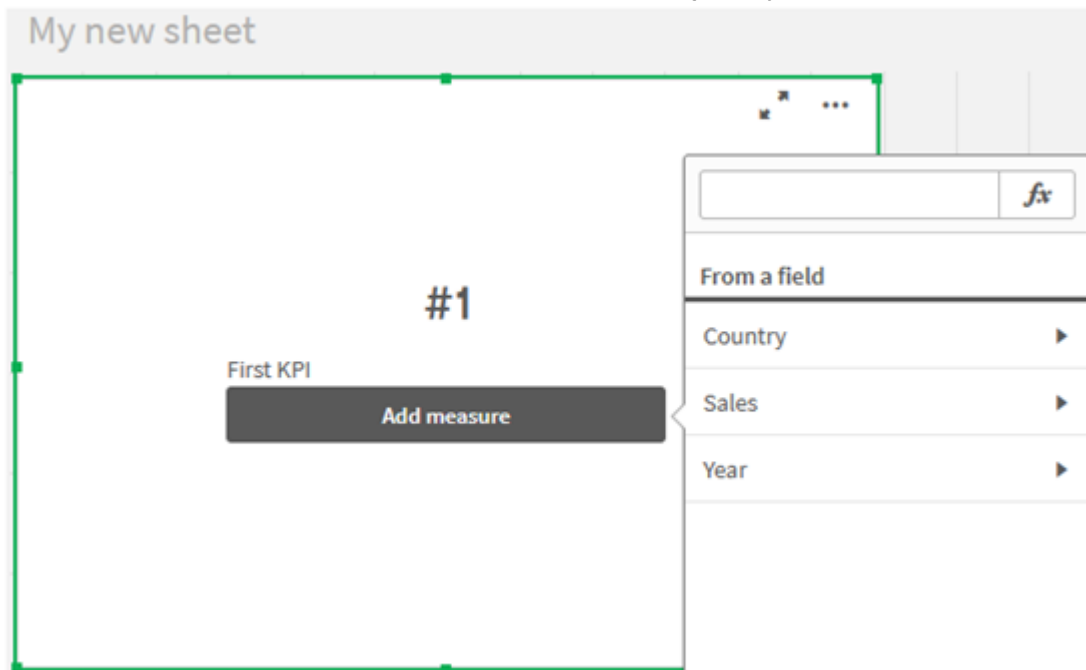 My new sheet
fx
From a field
#1
Country
First KPI
Add measure
Sales
Year